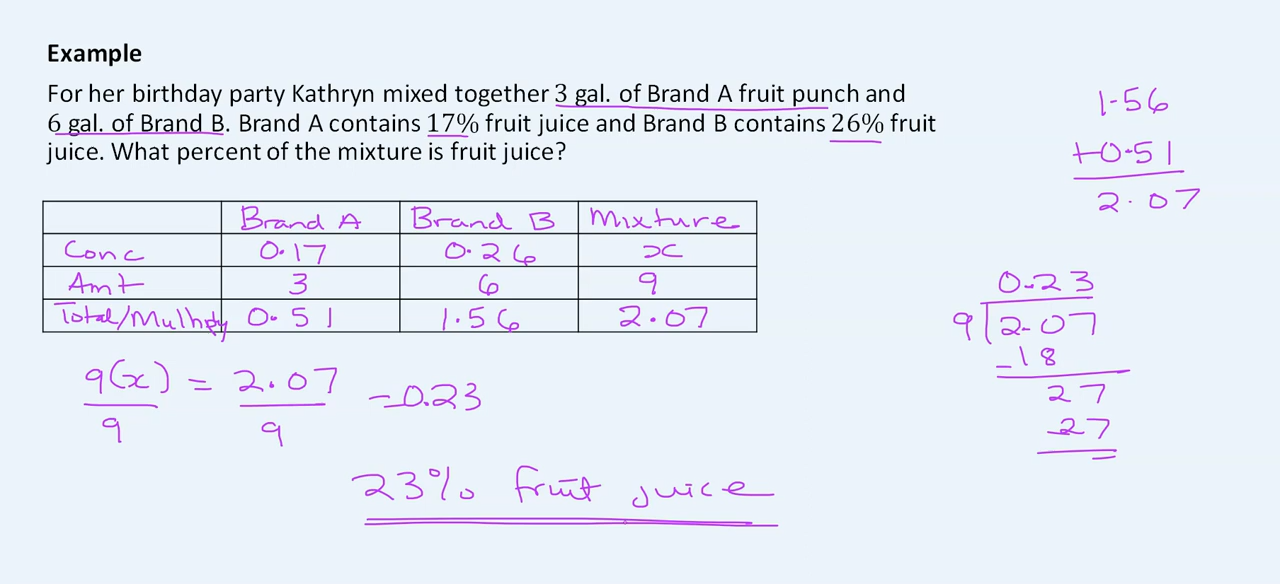 Example
For her birthday party Kathryn mixed together 3 gal. of Brand A fruit punch and
6 gal. of Brand B. Brand A contains 17% fruit juice and Brand B contains 26% fruit
juice. What percent of the mixture is fruit juice?
Brand A Brand B Mixture
Conc 0.17 0.26 x
Amt 3 6 9
Total/Multiply 0.51 1.56 2.07
9(x) = 2.07 = 0.23
9 9
23% fruit juice
1.56
+0.51
2.07
0.23
9 2.07
-18
27
-27